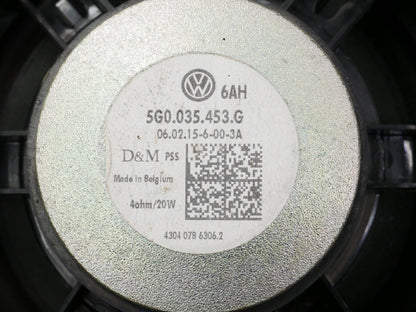 6AH
5G0.035.453.G
06.02.15-6-00-3A
D&M PSS
Made in Belgium
4ohm/20W
4304 078 6306.2